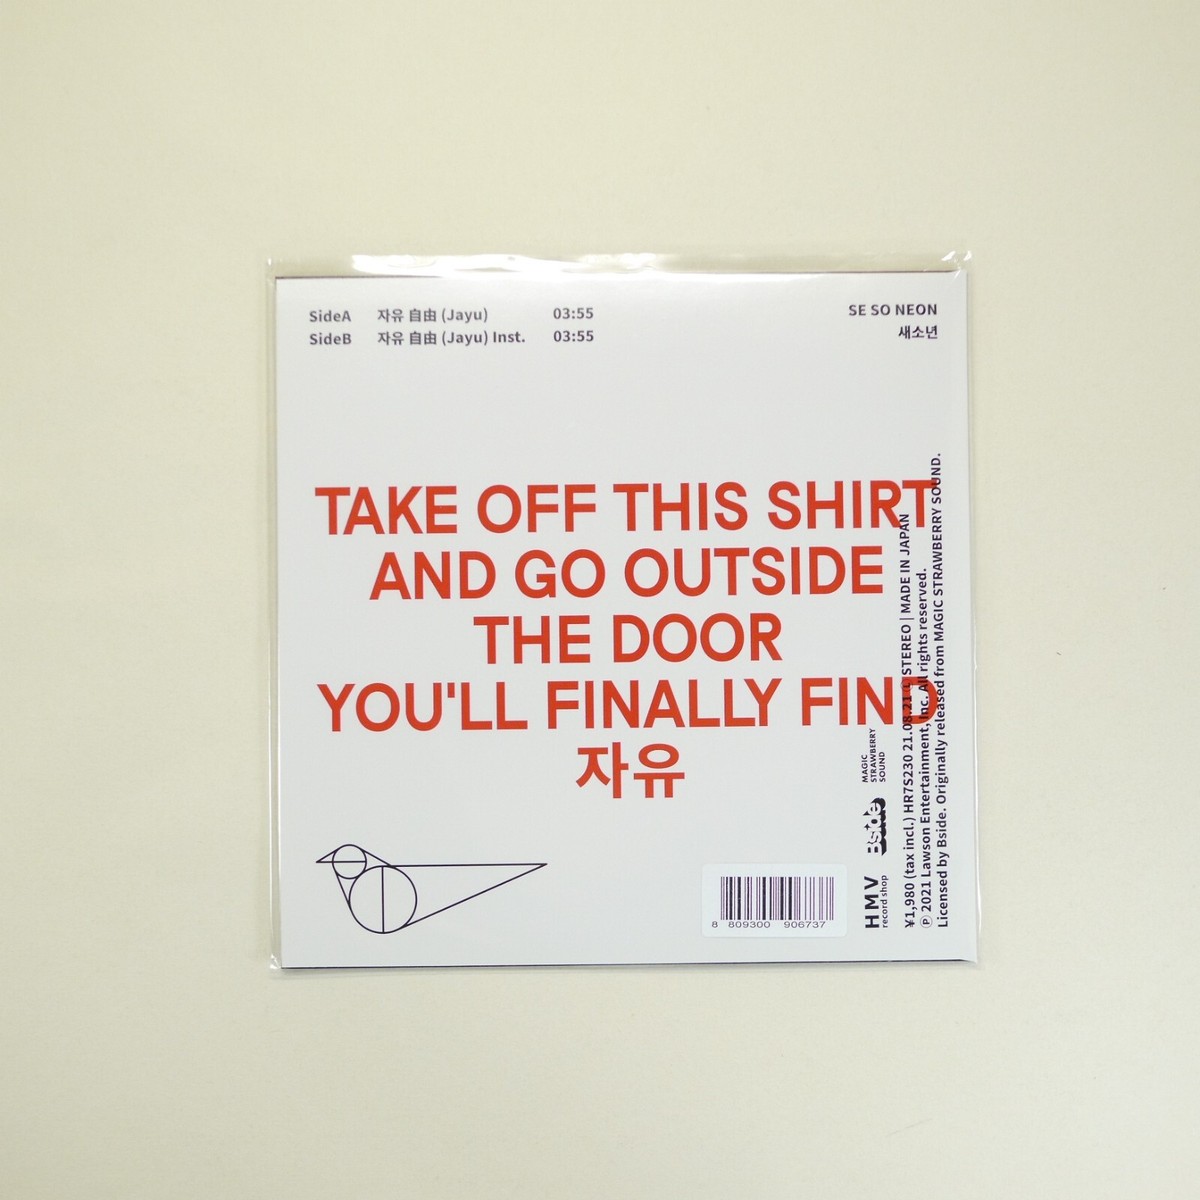 SideA 자유 自由 (Jayu) 03:55
SideB 자유 自由 (Jayu) Inst. 03:55
SE SO NEON
새소년
TAKE OFF THIS SHIRT
AND GO OUTSIDE
THE DOOR
YOU'LL FINALLY FIND
자유
MAGIC
STRAWBERRY
SOUND
Bside
HMV
record shop
¥1,980 (tax incl.) HR7S230 21.08.21 STEREO | MADE IN JAPAN
Ⓟ 2021 Lawson Entertainment, Inc. All rights reserved.
Licensed by Bside. Originally released from MAGIC STRAWBERRY SOUND.
8 809300 906737